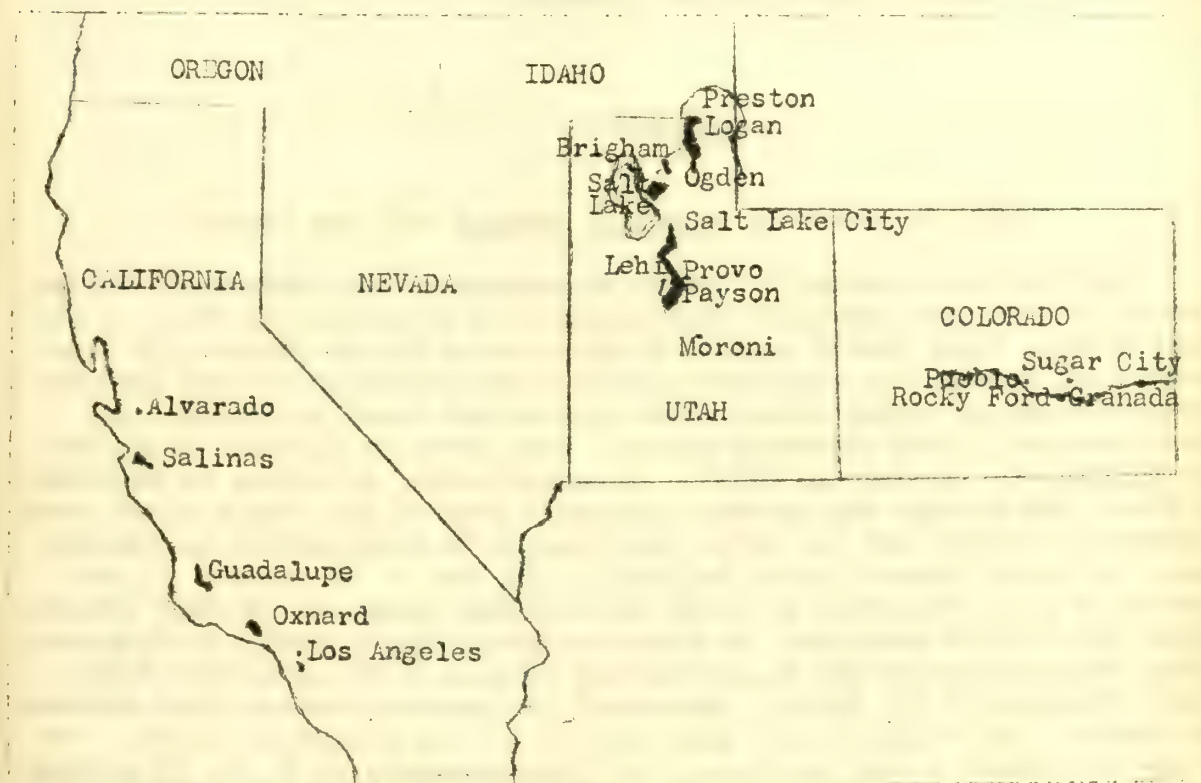 OREGON
IDAHO
Preston
Logan
Brigham
Ogden
Salt
Lake
Salt Lake City
CALIFORNIA
NEVADA
Lehi
Provo
Payson
Moroni
COLORADO
Sugar City
Pueblo
Rocky Ford Granada
UTAH
Alvarado
Salinas
Guadalupe
Oxnard
Los Angeles